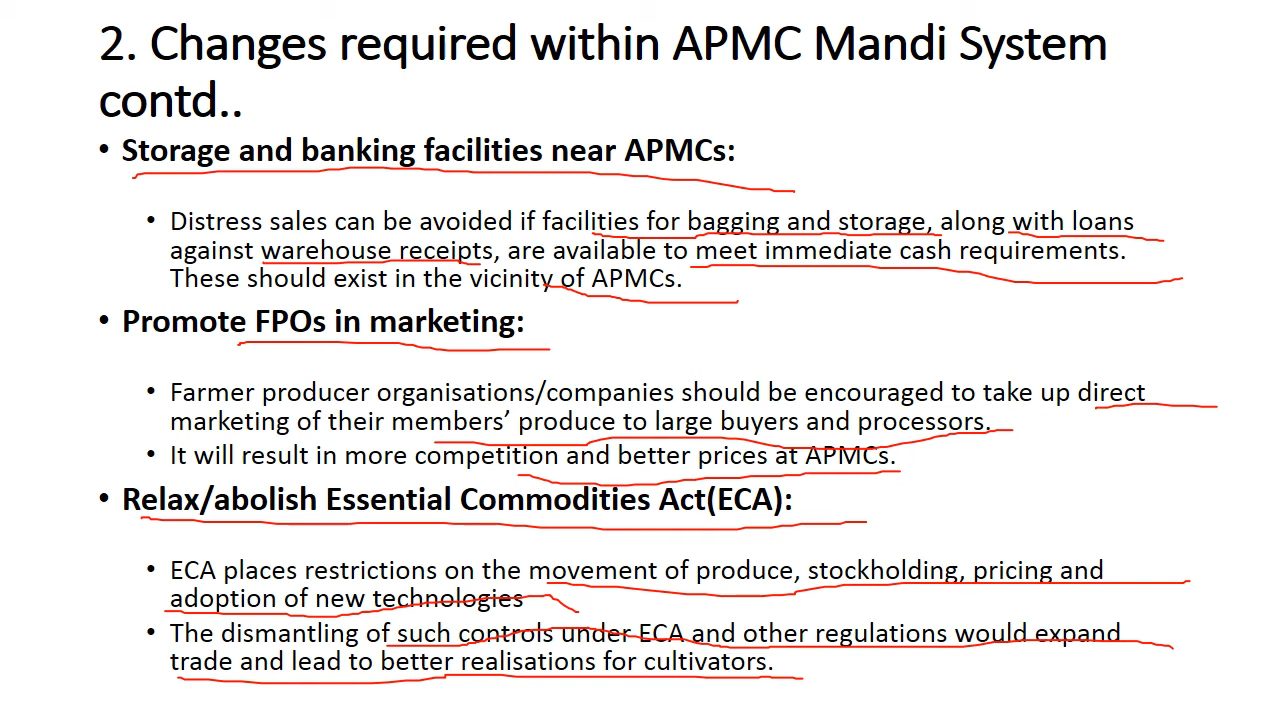 2. Changes required within APMC Mandi System
contd..
• Storage and banking facilities near APMCs:
• Distress sales can be avoided if facilities for bagging and storage, along with loans
against warehouse receipts, are available to meet immediate cash requirements.
These should exist in the vicinity of APMCs.
• Promote FPOs in marketing:
• Farmer producer organisations/companies should be encouraged to take up direct
marketing of their members’ produce to large buyers and processors.
• It will result in more competition and better prices at APMCs.
• Relax/abolish Essential Commodities Act(ECA):
• ECA places restrictions on the movement of produce, stockholding, pricing and
adoption of new technologies
• The dismantling of such controls under ECA and other regulations would expand
trade and lead to better realisations for cultivators.